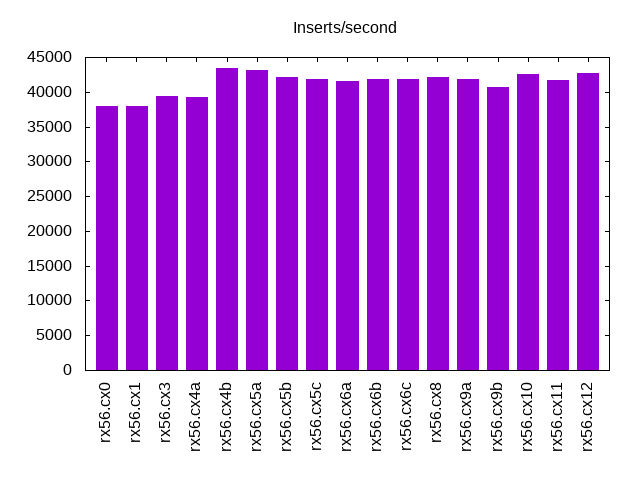 Inserts/second
45000
40000
35000
30000
25000
20000
15000
10000
5000
0
rx56.cx0
rx56.cx1
rx56.cx3
rx56.cx4a
rx56.cx4b
rx56.cx5a
rx56.cx5b
rx56.cx5c
rx56.cx6a
rx56.cx6b
rx56.cx6c
rx56.cx8
rx56.cx9a
rx56.cx9b
rx56.cx10
rx56.cx11
rx56.cx12